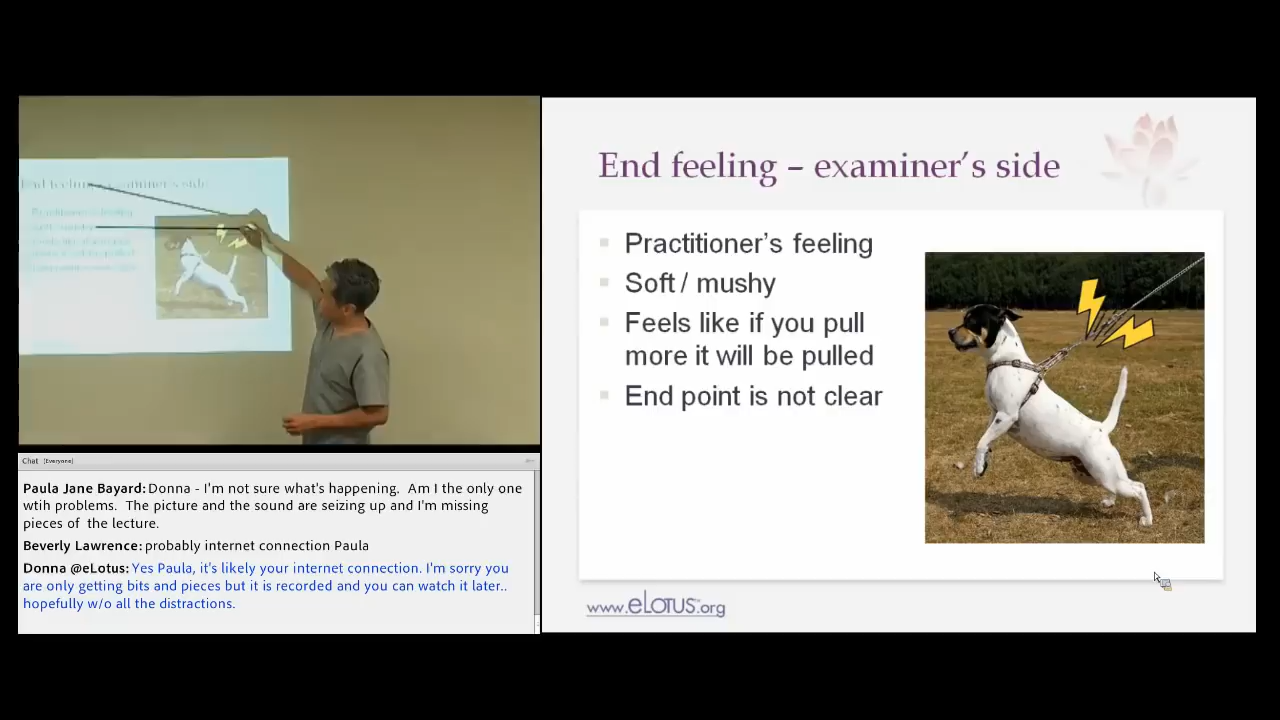 End feeling – examiner's side
Practitioner's feeling
Soft / mushy
Feels like if you pull
more it will be pulled
End point is not clear
www.eLOTUS.org
End feeling - examiner's side
Chat (Everyone)
Paula Jane Bayard: Donna - I'm not sure what's happening. Am I the only one
wtih problems. The picture and the sound are seizing up and I'm missing
pieces of the lecture.
Beverly Lawrence: probably internet connection Paula
Donna @eLotus: Yes Paula, it's likely your internet connection. I'm sorry you
are only getting bits and pieces but it is recorded and you can watch it later..
hopefully w/o all the distractions.